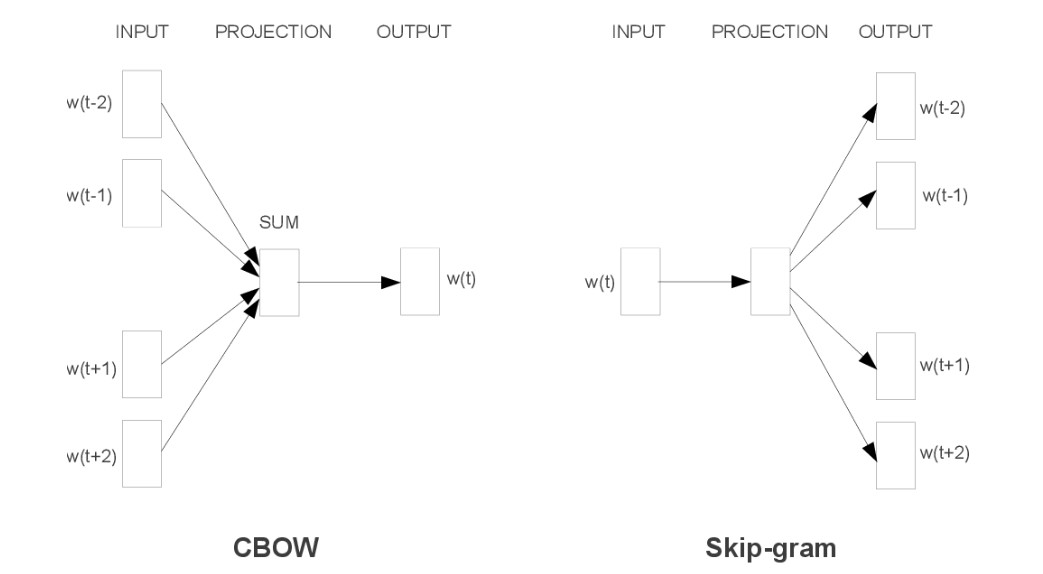 INPUT PROJECTION OUTPUT
w(t-2)
w(t-1)
SUM
w(t)
w(t+1)
w(t+2)
CBOW
INPUT PROJECTION OUTPUT
w(t-2)
w(t-1)
w(t)
w(t+1)
w(t+2)
Skip-gram